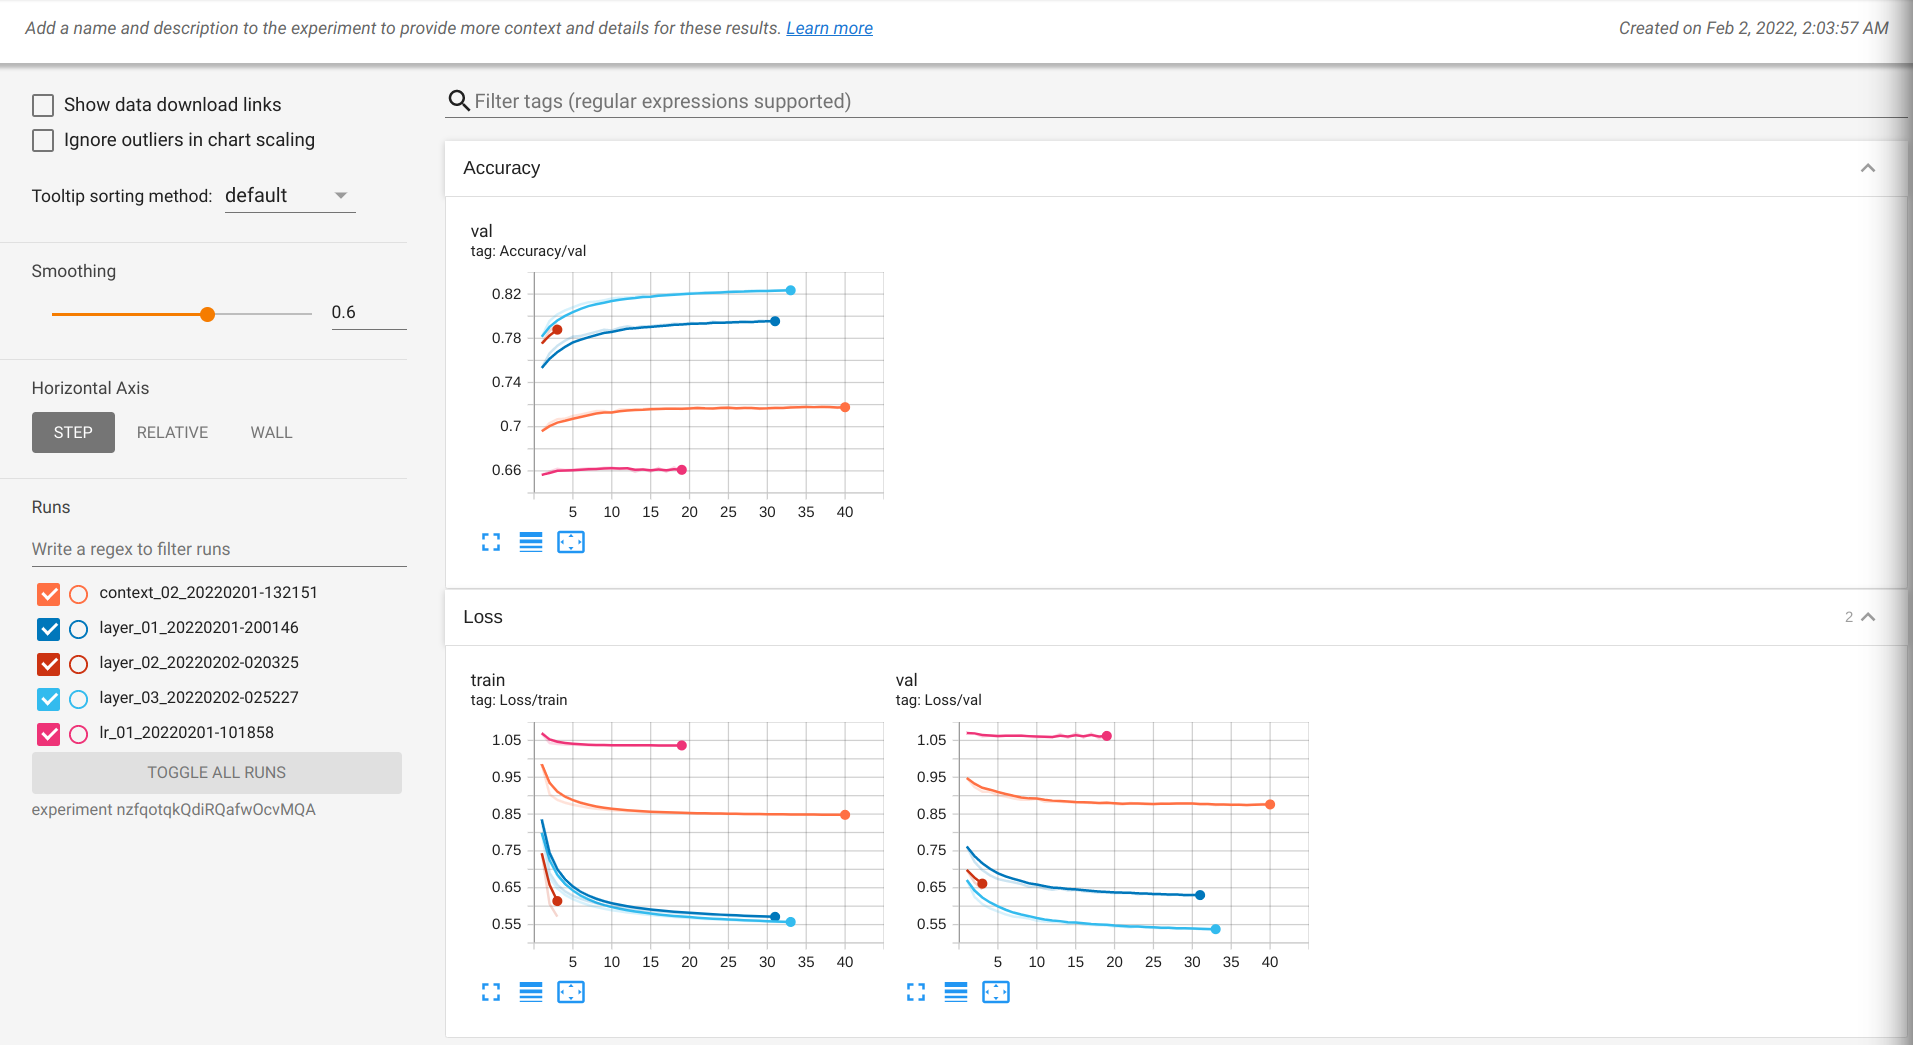 Add a name and description to the experiment to provide more context and details for these results. Learn more
Created on Feb 2, 2022, 2:03:57 AM
Show data download links
Ignore outliers in chart scaling
Tooltip sorting method: default
Smoothing
0.6
Horizontal Axis
STEP RELATIVE WALL
Runs
Write a regex to filter runs
context_02_20220201-132151
layer_01_20220201-200146
layer_02_20220202-020325
layer_03_20220202-025227
lr_01_20220201-101858
TOGGLE ALL RUNS
experiment nzfqotqkQdiRQafwOcvMQA
Filter tags (regular expressions supported)
Accuracy
val
tag: Accuracy/val
0.82
0.78
0.74
0.7
0.66
5 10 15 20 25 30 35 40
Loss
2
train
tag: Loss/train
1.05
0.95
0.85
0.75
0.65
0.55
5 10 15 20 25 30 35 40
val
tag: Loss/val
1.05
0.95
0.85
0.75
0.65
0.55
5 10 15 20 25 30 35 40